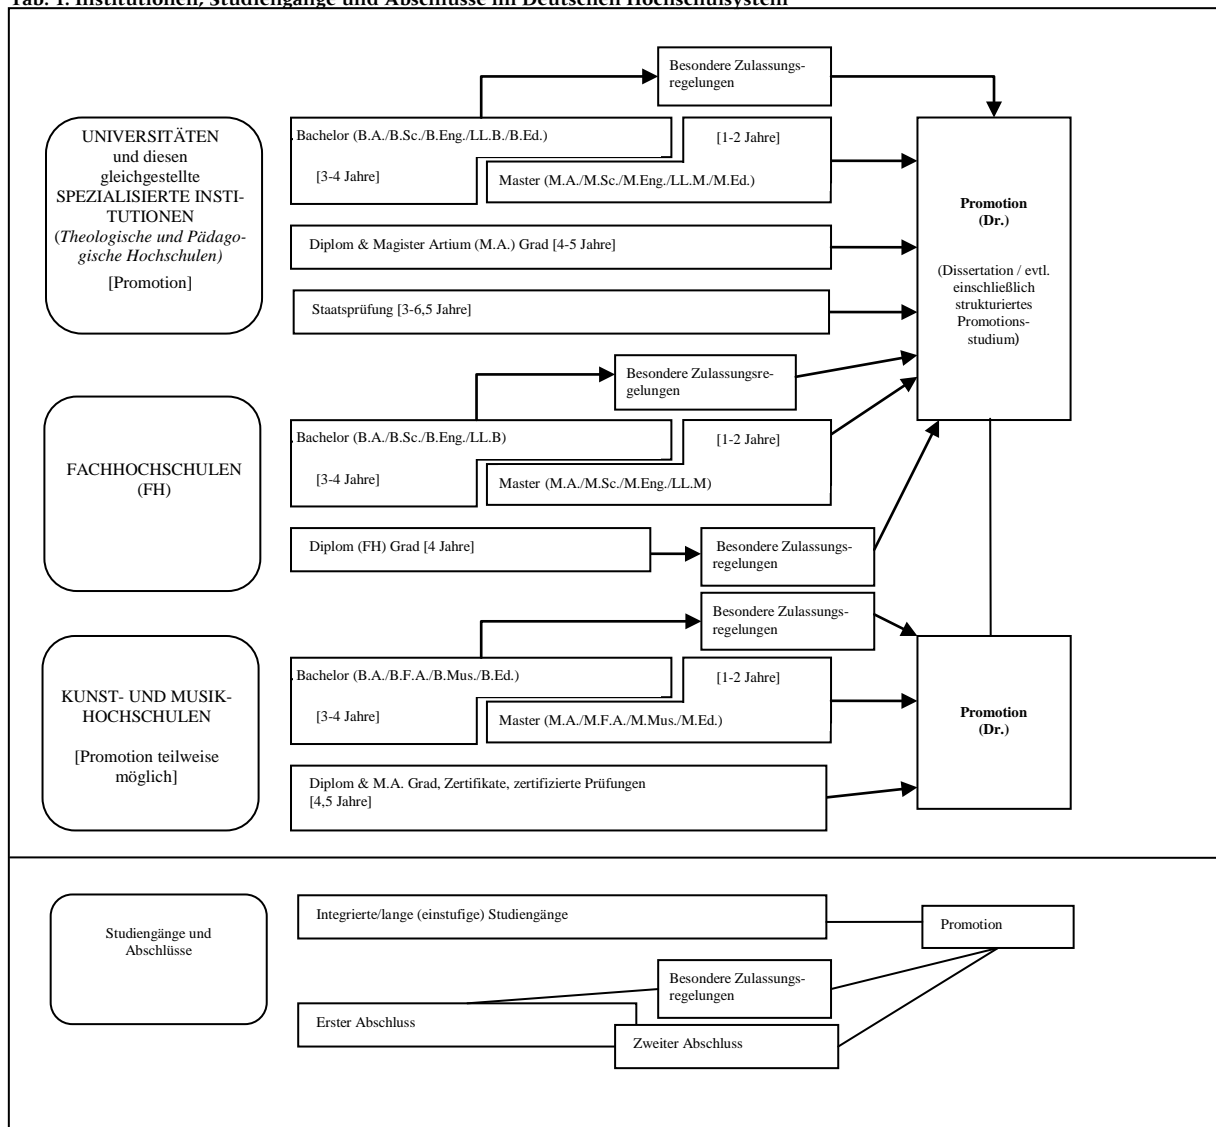 Tab. 1: Institutionen, Studiengänge und Abschlüsse im Deutschen Hochschulsystem
Besondere Zulassungs-
regelungen
UNIVERSITÄTEN
und diesen
gleichgestellte
SPEZIALISIERTE INSTI-
TUTIONEN
(Theologische und Pädago-
gische Hochschulen)
[Promotion]
Bachelor (B.A./B.Sc./B.Eng./LL.B./B.Ed.)
[3-4 Jahre]
[1-2 Jahre]
Master (M.A./M.Sc./M.Eng./LL.M./M.Ed.)
Diplom & Magister Artium (M.A.) Grad [4-5 Jahre]
Staatsprüfung [3-6,5 Jahre]
Promotion
(Dr.)
(Dissertation / evtl.
einschließlich
strukturiertes
Promotions-
studium)
Besondere Zulassungsre-
gelungen
FACHHOCHSCHULEN
(FH)
Bachelor (B.A./B.Sc./B.Eng./LL.B)
[3-4 Jahre]
[1-2 Jahre]
Master (M.A./M.Sc./M.Eng./LL.M)
Diplom (FH) Grad [4 Jahre]
Besondere Zulassungs-
regelungen
Besondere Zulassungs-
regelungen
KUNST- UND MUSIK-
HOCHSCHULEN
[Promotion teilweise
möglich]
Bachelor (B.A./B.F.A./B.Mus./B.Ed.)
[3-4 Jahre]
[1-2 Jahre]
Master (M.A./M.F.A./M.Mus./M.Ed.)
Diplom & M.A. Grad, Zertifikate, zertifizierte Prüfungen
[4,5 Jahre]
Promotion
(Dr.)
Studiengänge und
Abschlüsse
Integrierte/lange (einstufige) Studiengänge
Promotion
Besondere Zulassungs-
regelungen
Erster Abschluss
Zweiter Abschluss